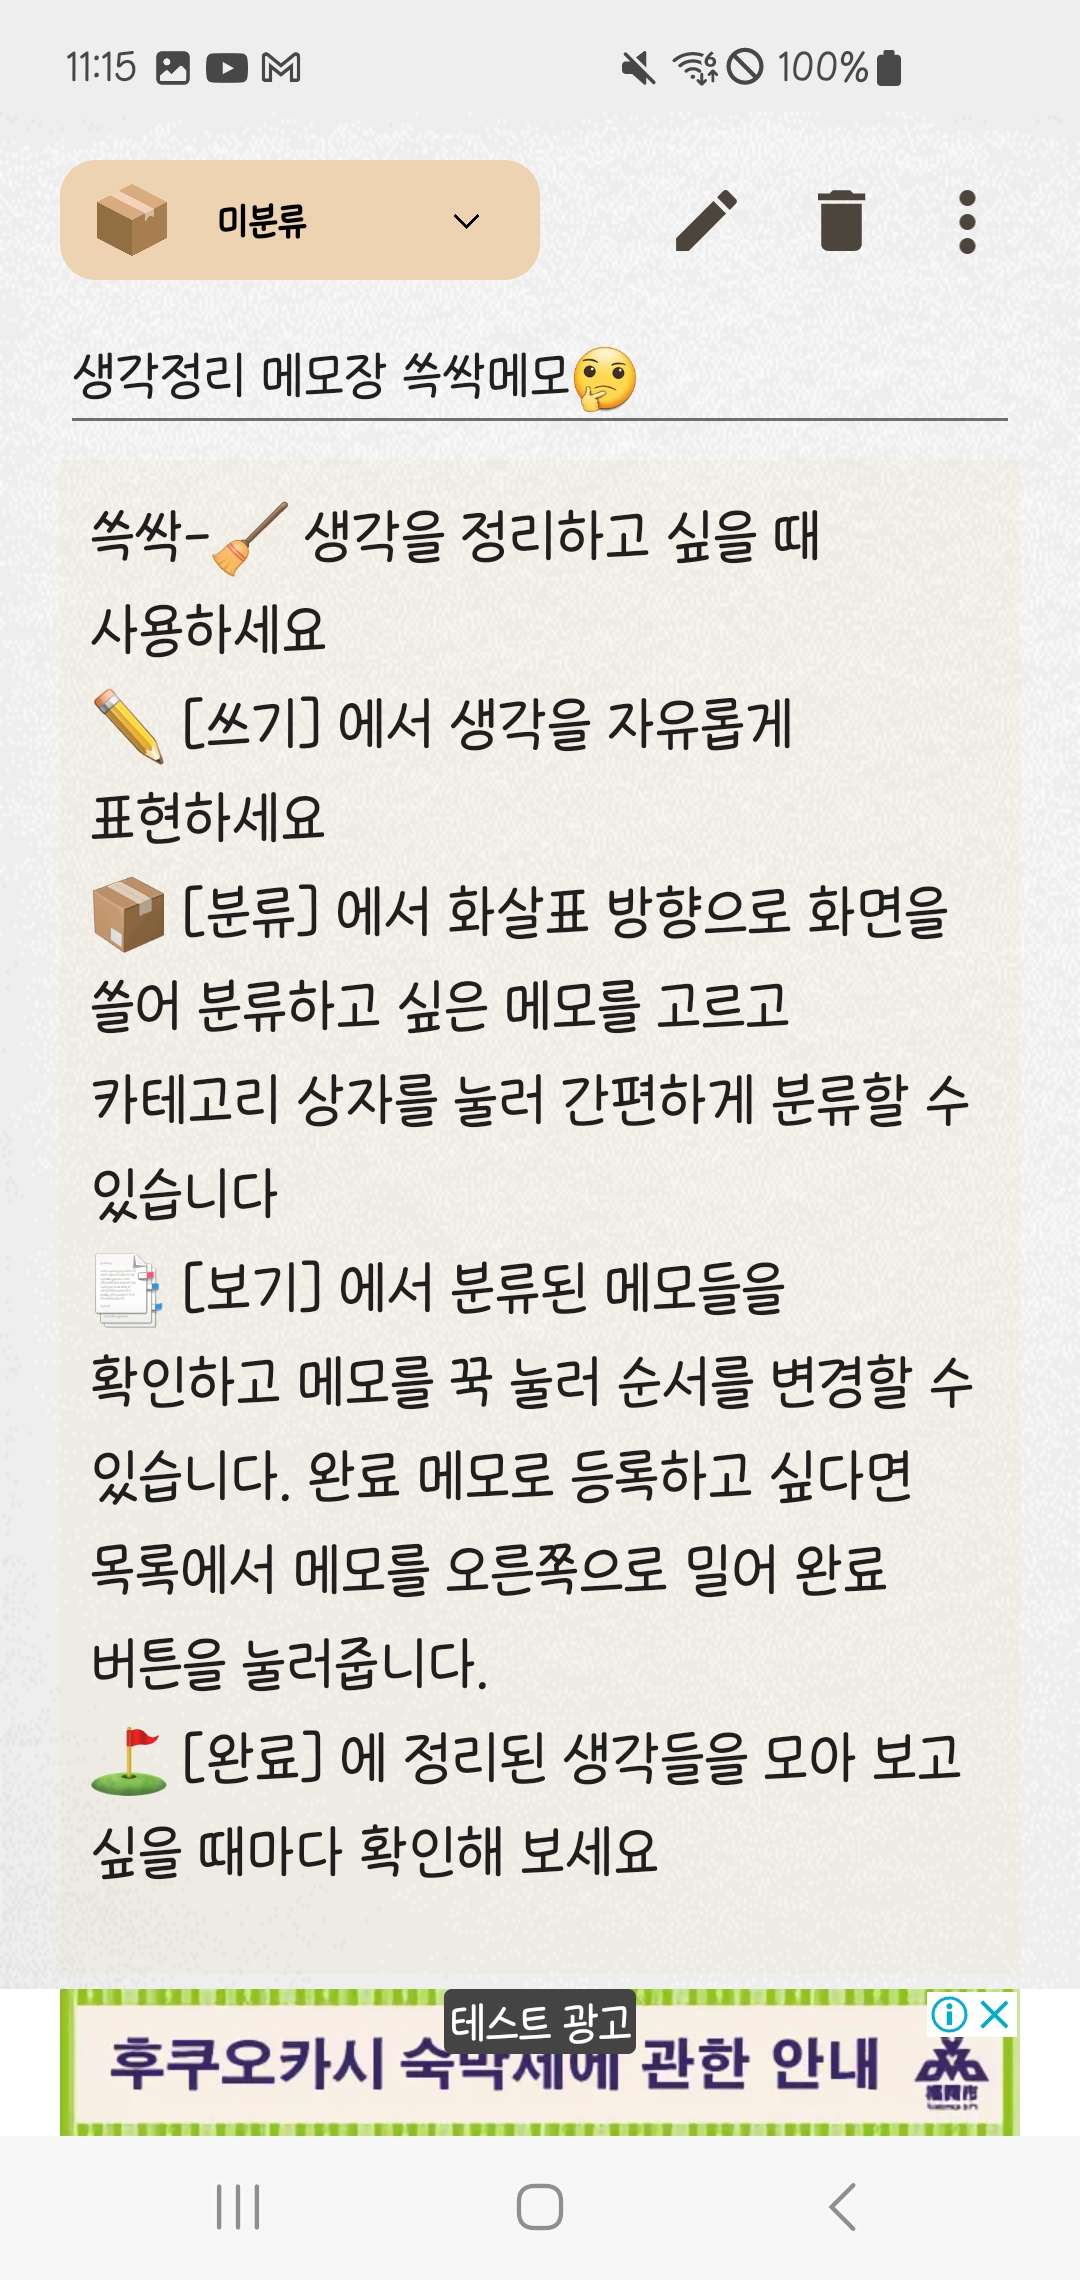 11:15
100%
미분류
생각정리 메모장 쓱싹메모🤔
쓱싹-🧹 생각을 정리하고 싶을 때
사용하세요
✏️ [쓰기] 에서 생각을 자유롭게
표현하세요
📦 [분류] 에서 화살표 방향으로 화면을
쓸어 분류하고 싶은 메모를 고르고
카테고리 상자를 눌러 간편하게 분류할 수
있습니다
📑 [보기] 에서 분류된 메모들을
확인하고 메모를 꾹 눌러 순서를 변경할 수
있습니다. 완료 메모로 등록하고 싶다면
목록에서 메모를 오른쪽으로 밀어 완료
버튼을 눌러줍니다.
⛳ [완료] 에 정리된 생각들을 모아 보고
싶을 때마다 확인해 보세요
테스트 광고
후쿠오카시 숙박세에 관한 안내
福岡市